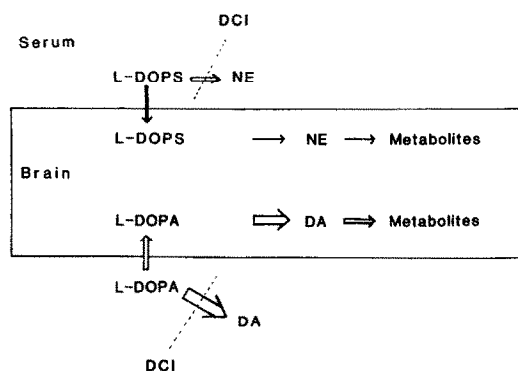 DCI
Serum
L-DOPS NE
L-DOPS NE Metabolites
Brain
L-DOPA DA Metabolites
L-DOPA
DA
DCI